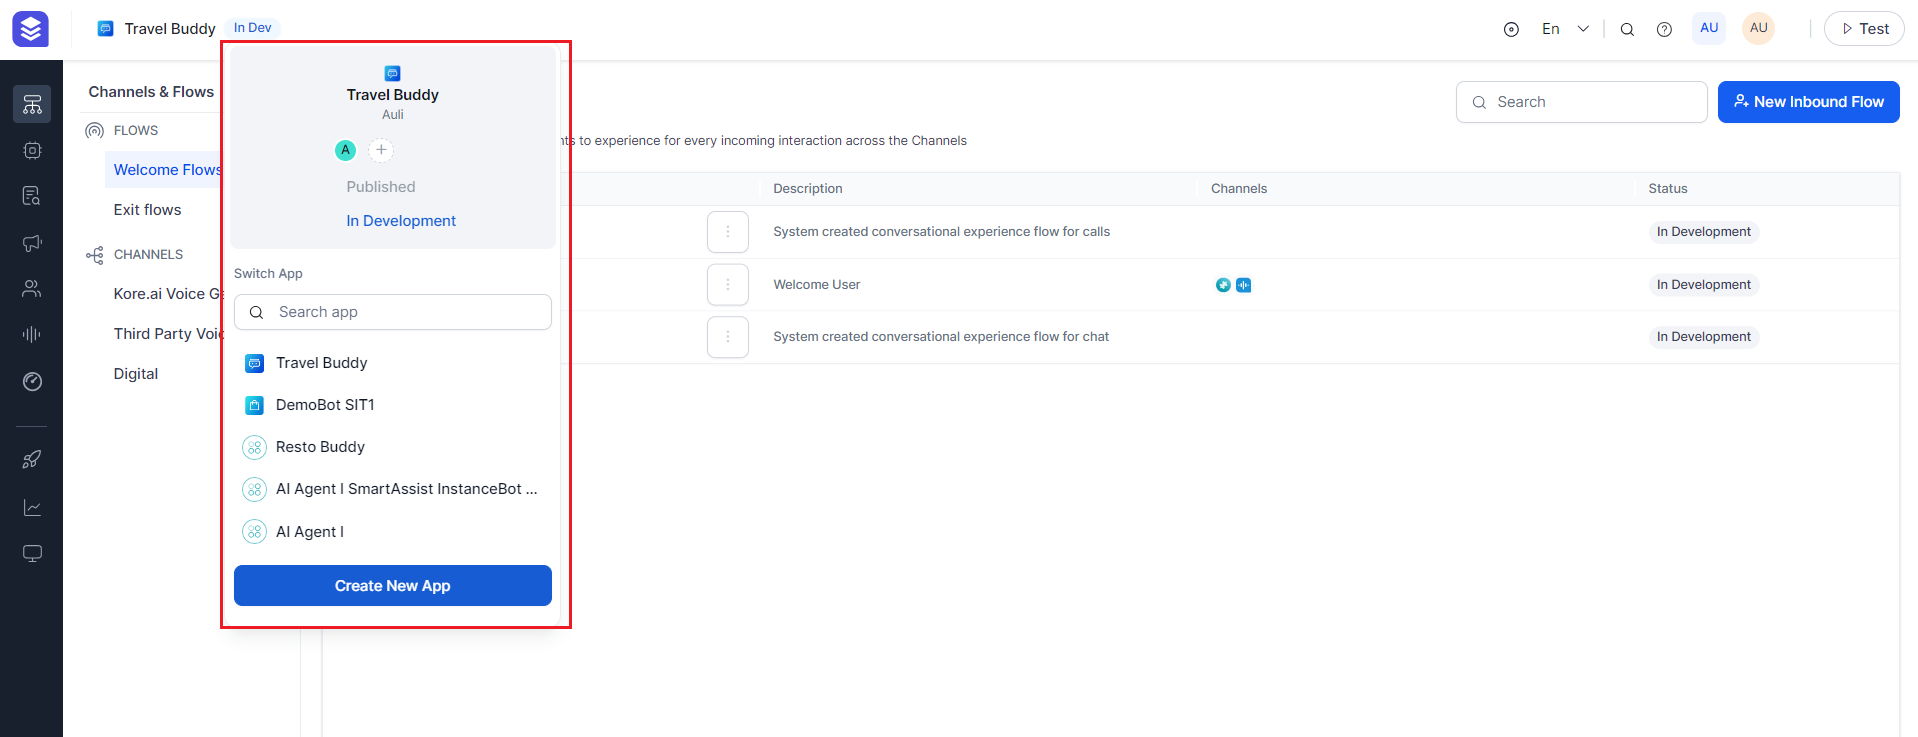 Travel Buddy In Dev
En
AU
AU
Test
Channels & Flows
FLOWS
Welcome Flows
Exit flows
CHANNELS
Kore.ai Voice G
Third Party Voi
Digital
Travel Buddy
Auli
A
Published
In Development
Switch App
Search app
Travel Buddy
DemoBot SIT1
Resto Buddy
AI Agent I SmartAssist InstanceBot ...
AI Agent I
Create New App
Search
New Inbound Flow
to experience for every incoming interaction across the Channels
Description Channels Status
System created conversational experience flow for calls In Development
Welcome User In Development
System created conversational experience flow for chat In Development